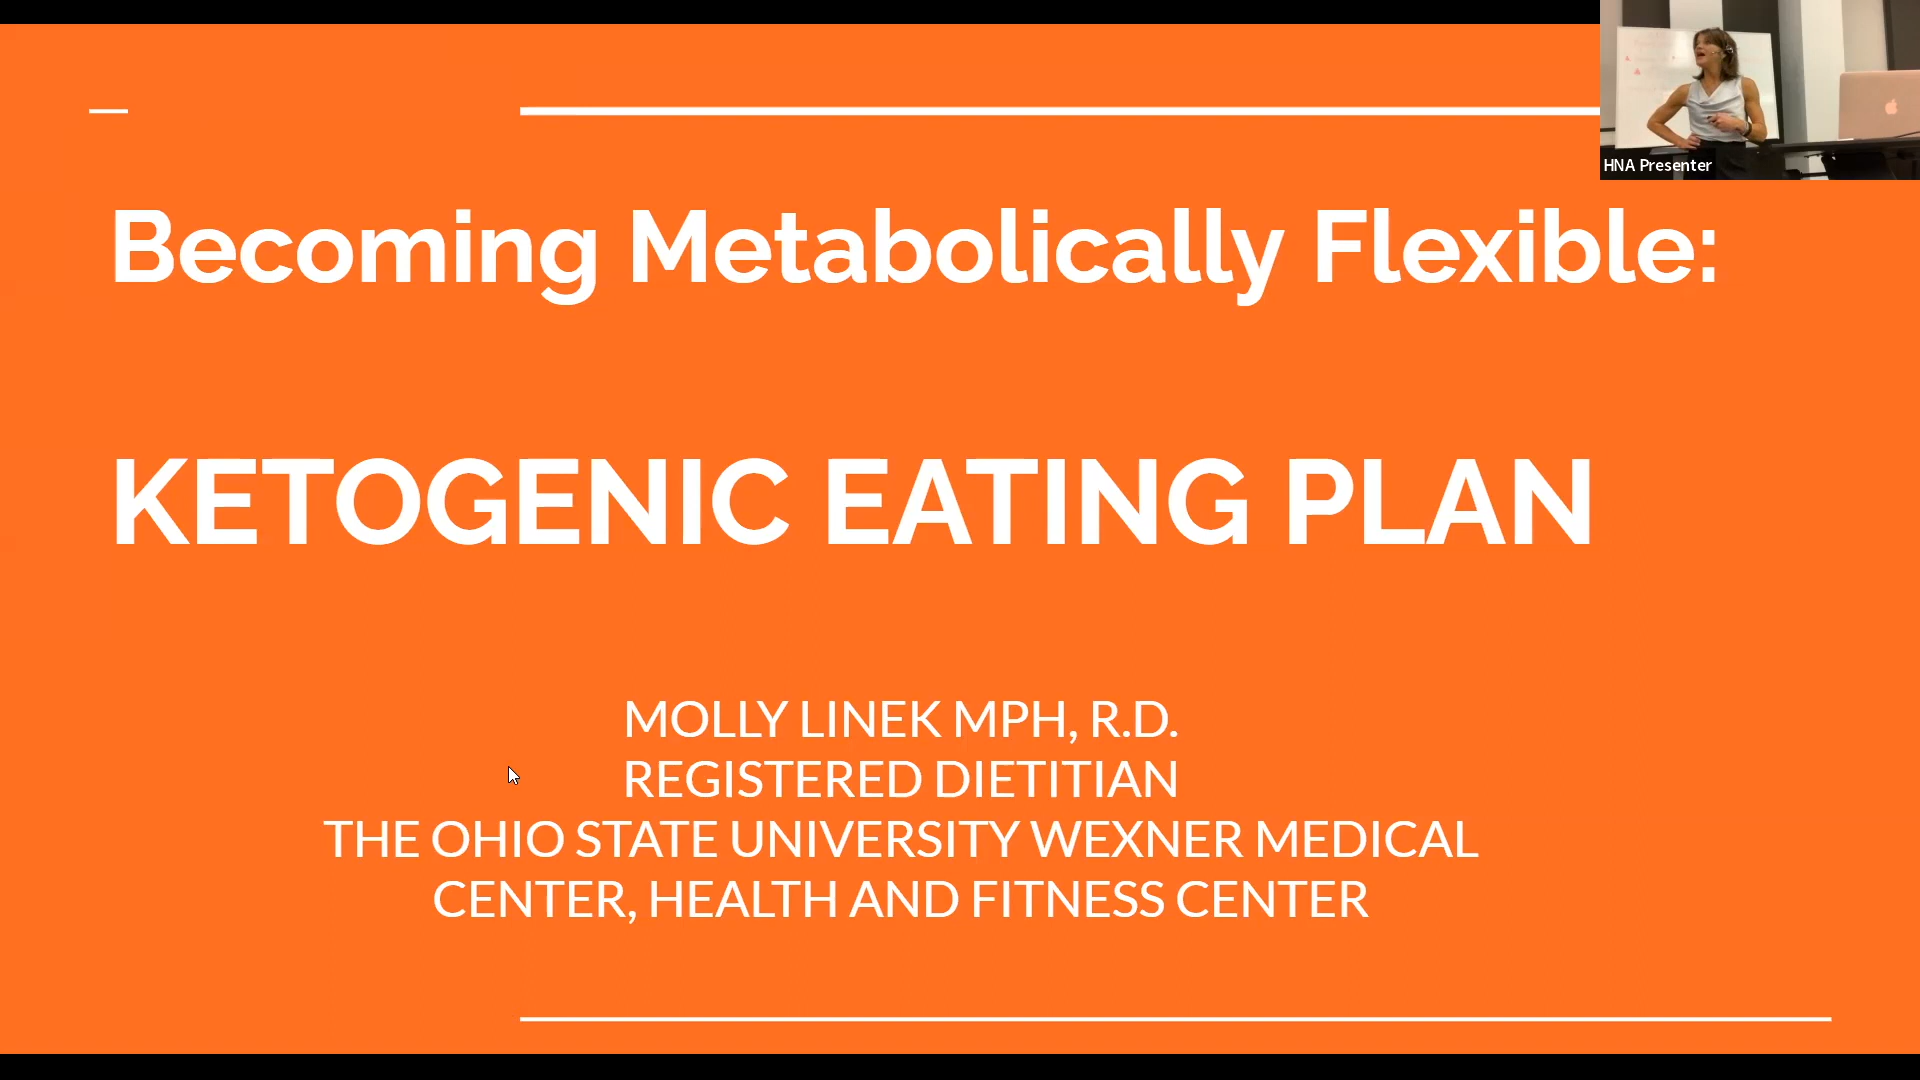 HNA Presenter
Becoming Metabolically Flexible:
KETOGENIC EATING PLAN
MOLLY LINEK MPH, R.D.
REGISTERED DIETITIAN
THE OHIO STATE UNIVERSITY WEXNER MEDICAL
CENTER, HEALTH AND FITNESS CENTER